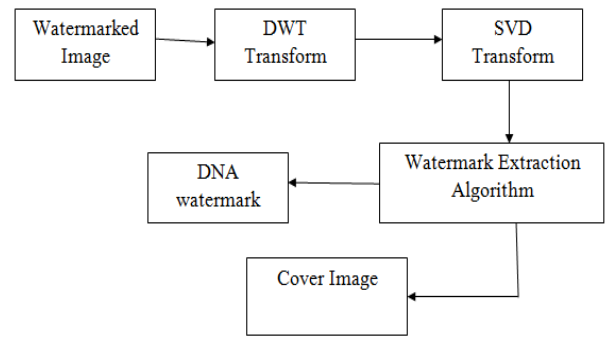 Watermarked
Image
DWT
Transform
SVD
Transform
Watermark Extraction
Algorithm
DNA
watermark
Cover Image